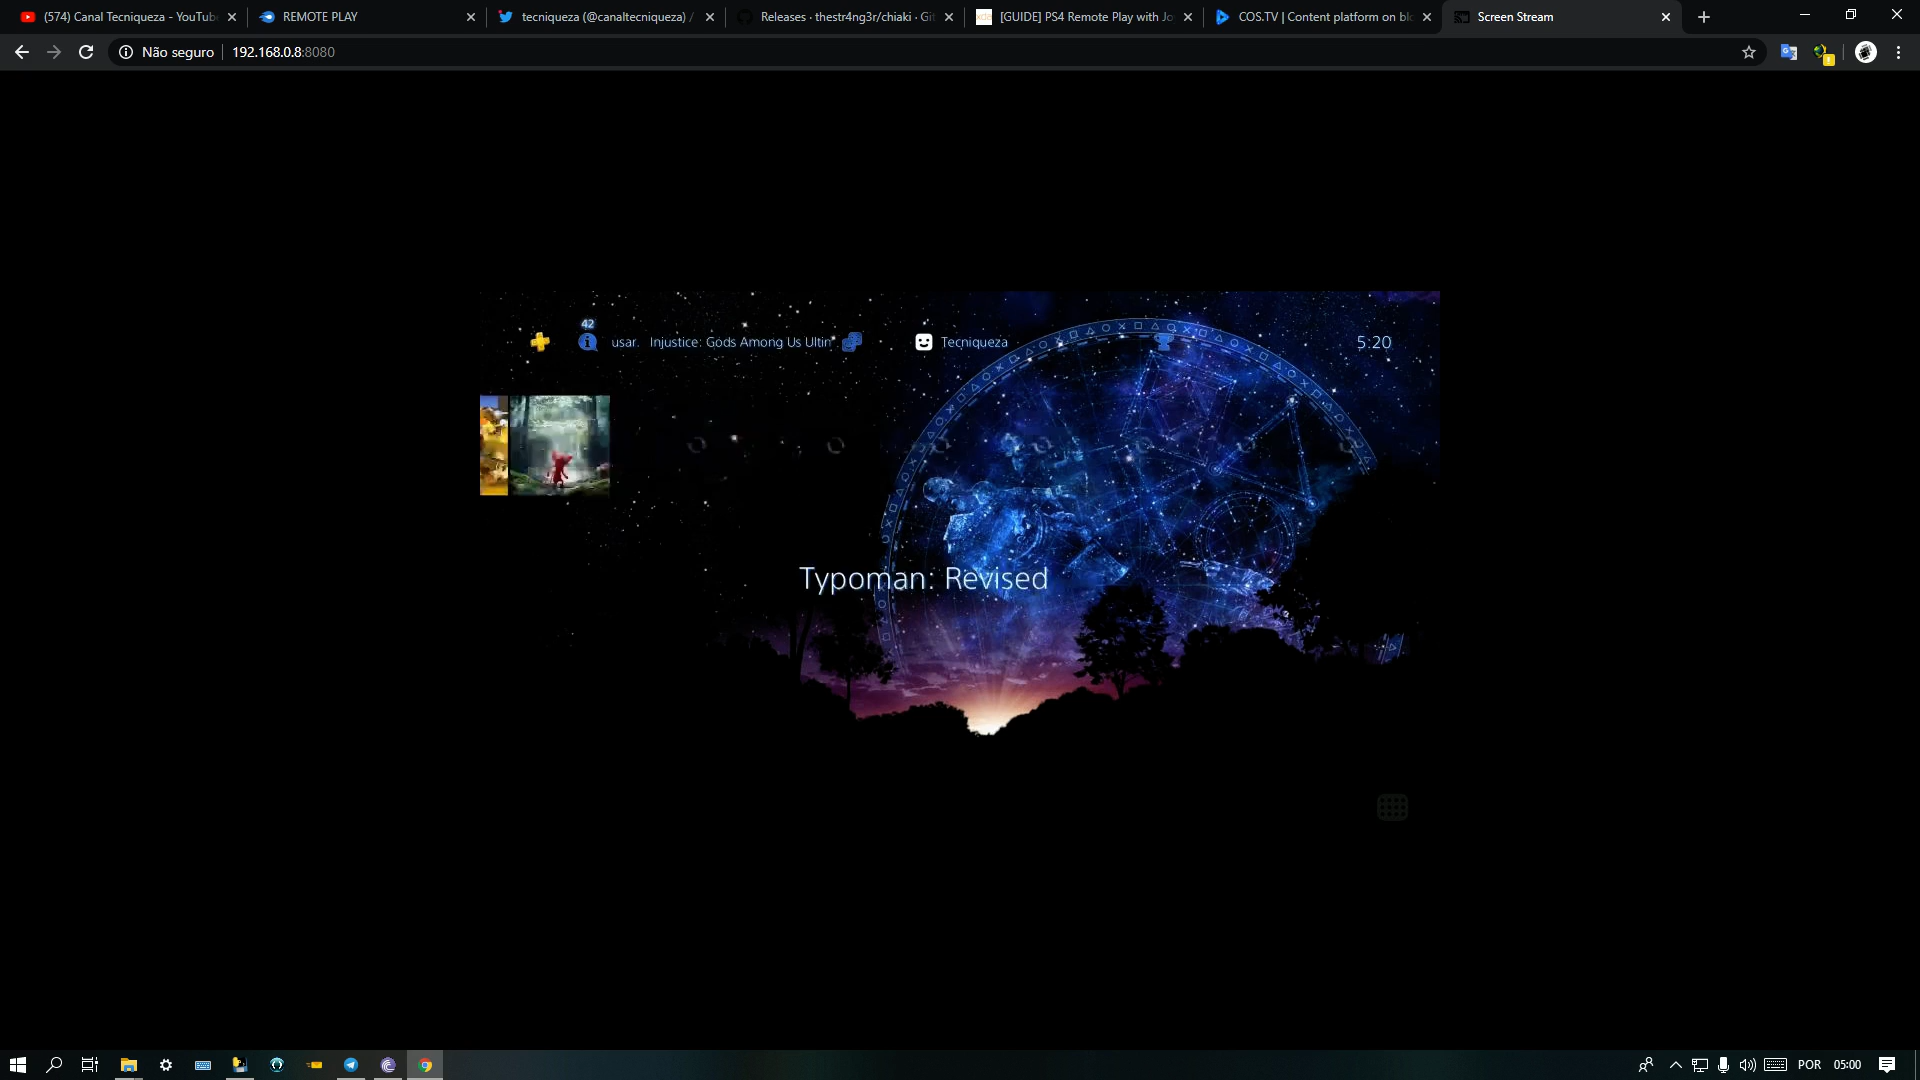 (574) Canal Tecniqueza - YouTub
REMOTE PLAY
tecniqueza (@canaltecniqueza) /
Releases · thestr4ng3r/chiaki · Git
[GUIDE] PS4 Remote Play with Jo
COS.TV | Content platform on blo
Screen Stream
Não seguro
192.168.0.8:8080
42
usar. Injustice: Gods Among Us Ultim
Tecniqueza
5:20
Typoman: Revised
POR
05:00